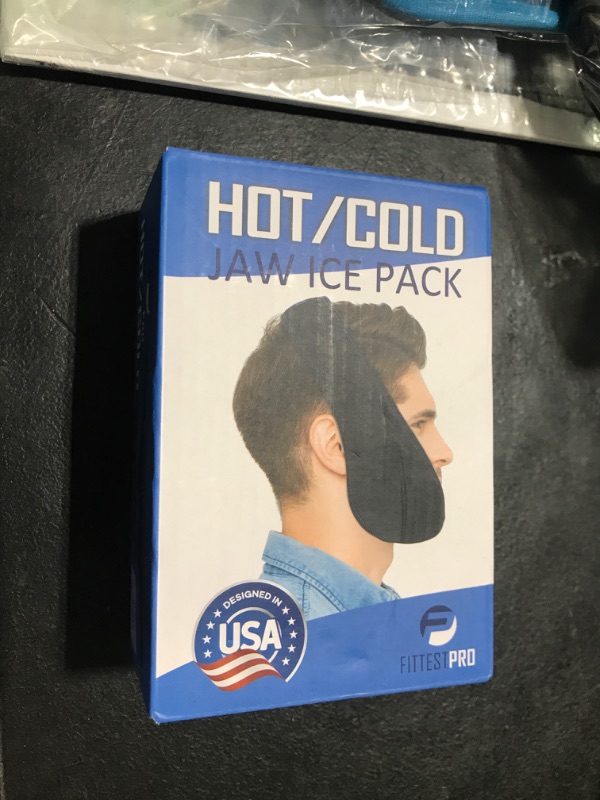 HOT/COLD
JAW ICE PACK
DESIGNED IN
USA
FITTESTPRO